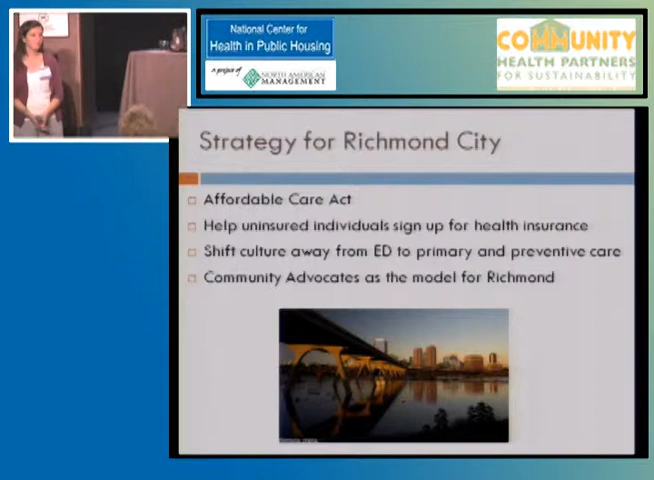 National Center for
Health in Public Housing
a project of
NORTH AMERICAN
MANAGEMENT
COMMUNITY
HEALTH PARTNERS
FOR SUSTAINABILITY
Strategy for Richmond City
Affordable Care Act
Help uninsured individuals sign up for health insurance
Shift culture away from ED to primary and preventive care
Community Advocates as the model for Richmond